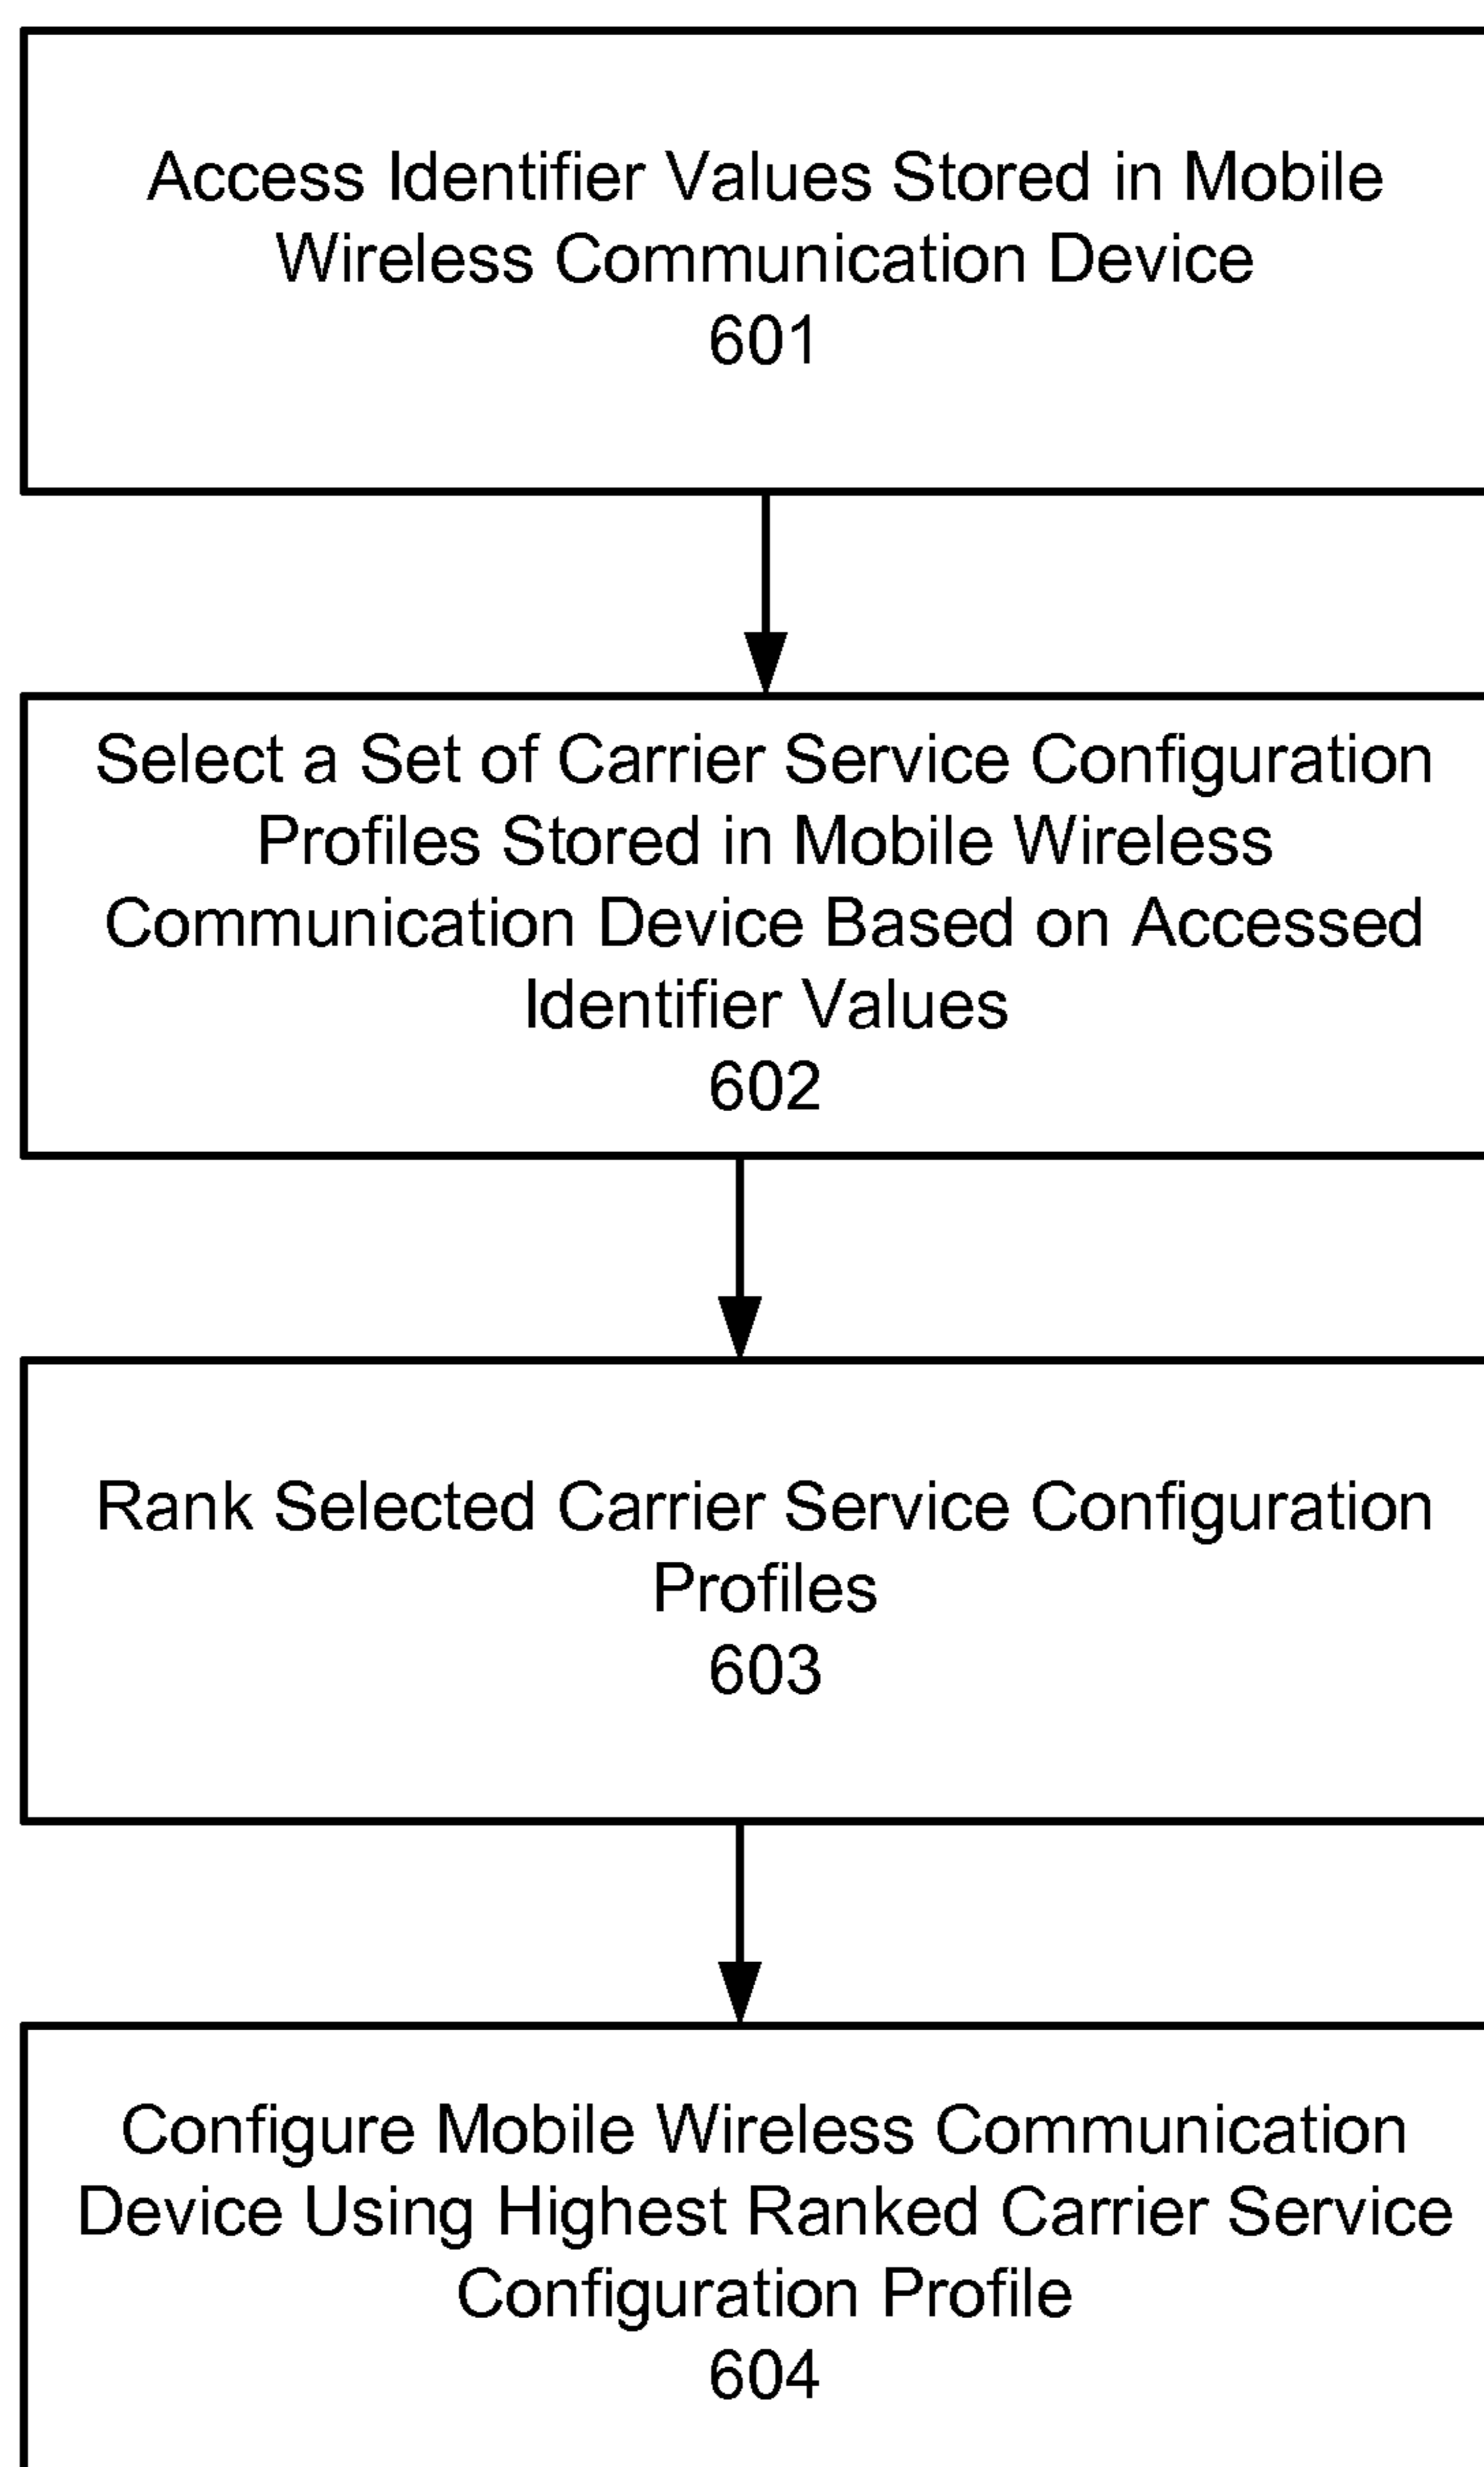 Access Identifier Values Stored in Mobile
Wireless Communication Device
601
Select a Set of Carrier Service Configuration
Profiles Stored in Mobile Wireless
Communication Device Based on Accessed
Identifier Values
602
Rank Selected Carrier Service Configuration
Profiles
603
Configure Mobile Wireless Communication
Device Using Highest Ranked Carrier Service
Configuration Profile
604